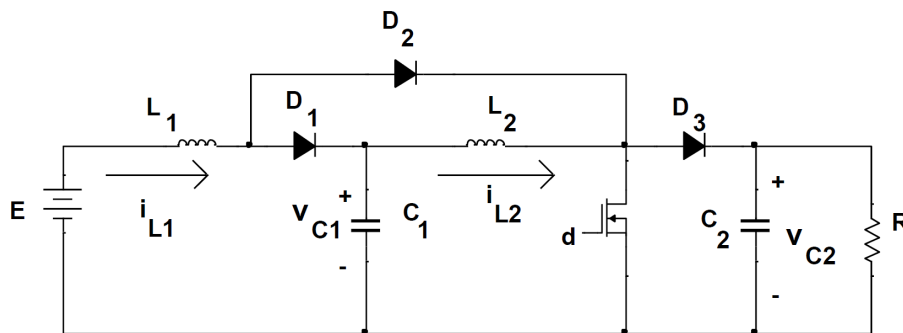 D2
L1
D1
L2
D3
E
iL1
+
vC1
-
C1
iL2
d
C2
+
vC2
-
R